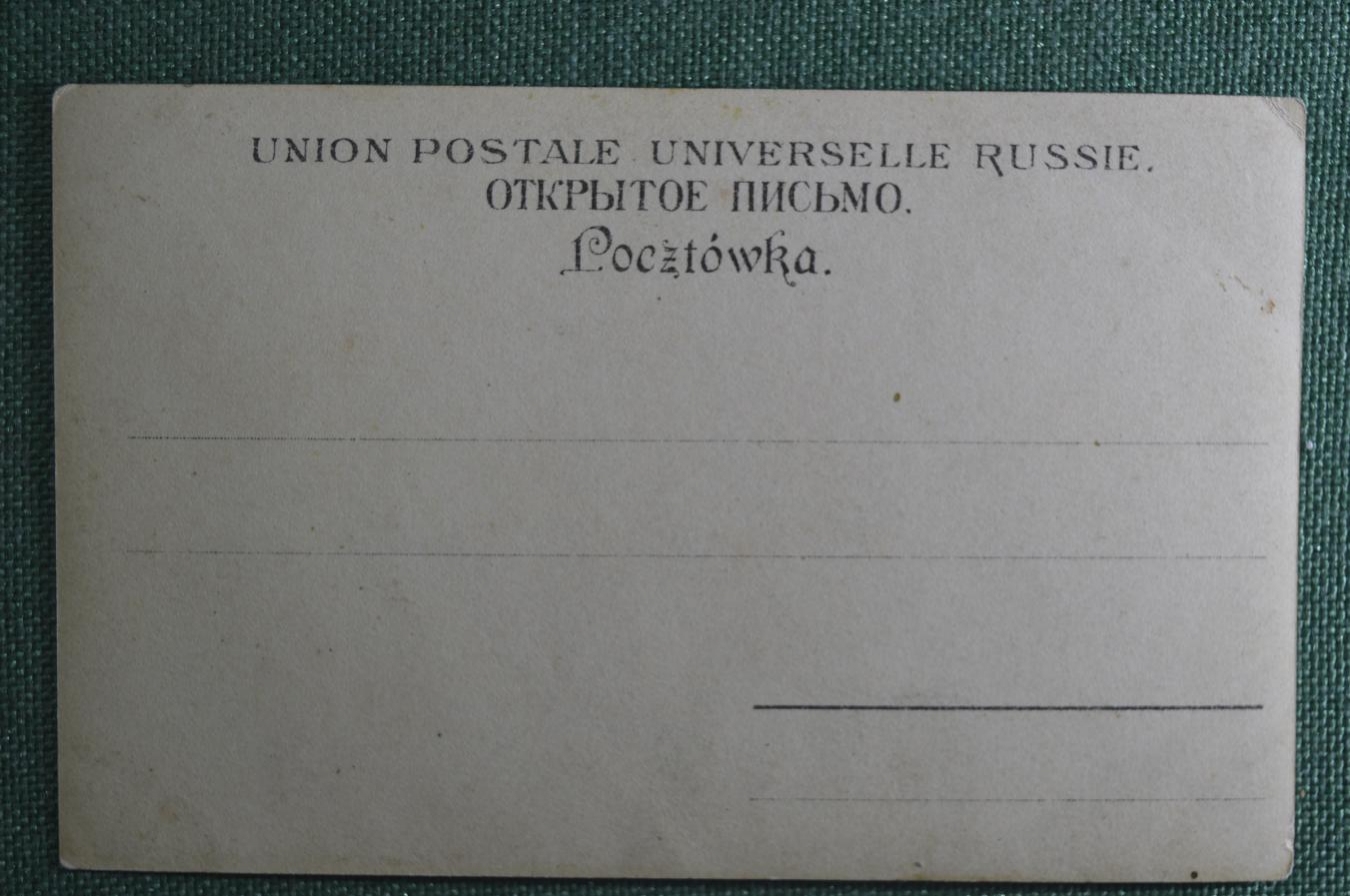 UNION POSTALE UNIVERSELLE RUSSIE.
ОТКРЫТОЕ ПИСЬМО.
Pocztówka.